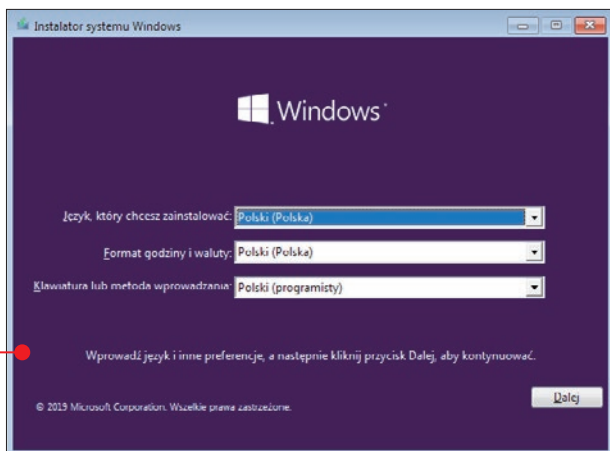 Instalator systemu Windows
Windows
Język, który chcesz zainstalować: Polski (Polska)
Format godziny i waluty: Polski (Polska)
Klawiatura lub metoda wprowadzania: Polski (programisty)
Wprowadź język i inne preferencje, a następnie kliknij przycisk Dalej, aby kontynuować.
Dalej
© 2019 Microsoft Corporation. Wszelkie prawa zastrzeżone.